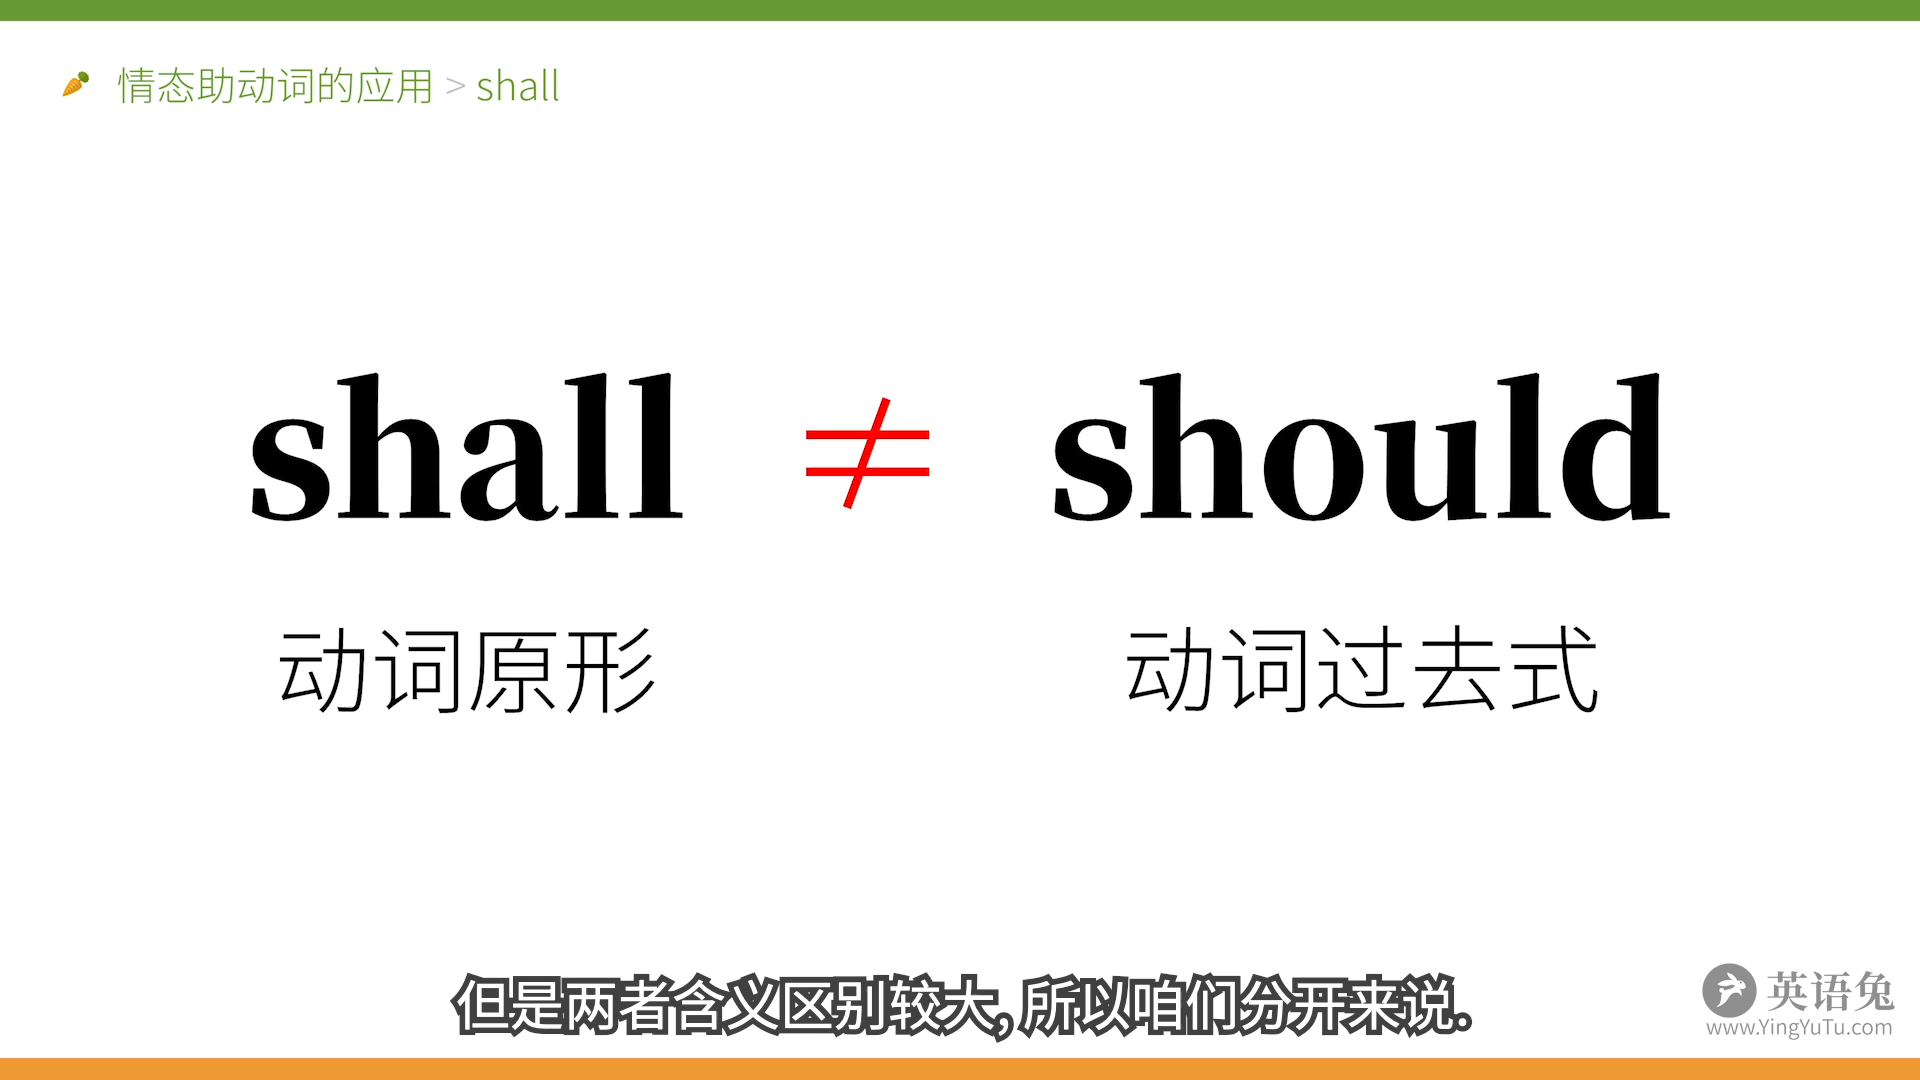 情态助动词的应用 > shall
shall ≠ should
动词原形 动词过去式
但是两者含义区别较大, 所以咱们分开来说.
英语兔
www.YingYuTu.com